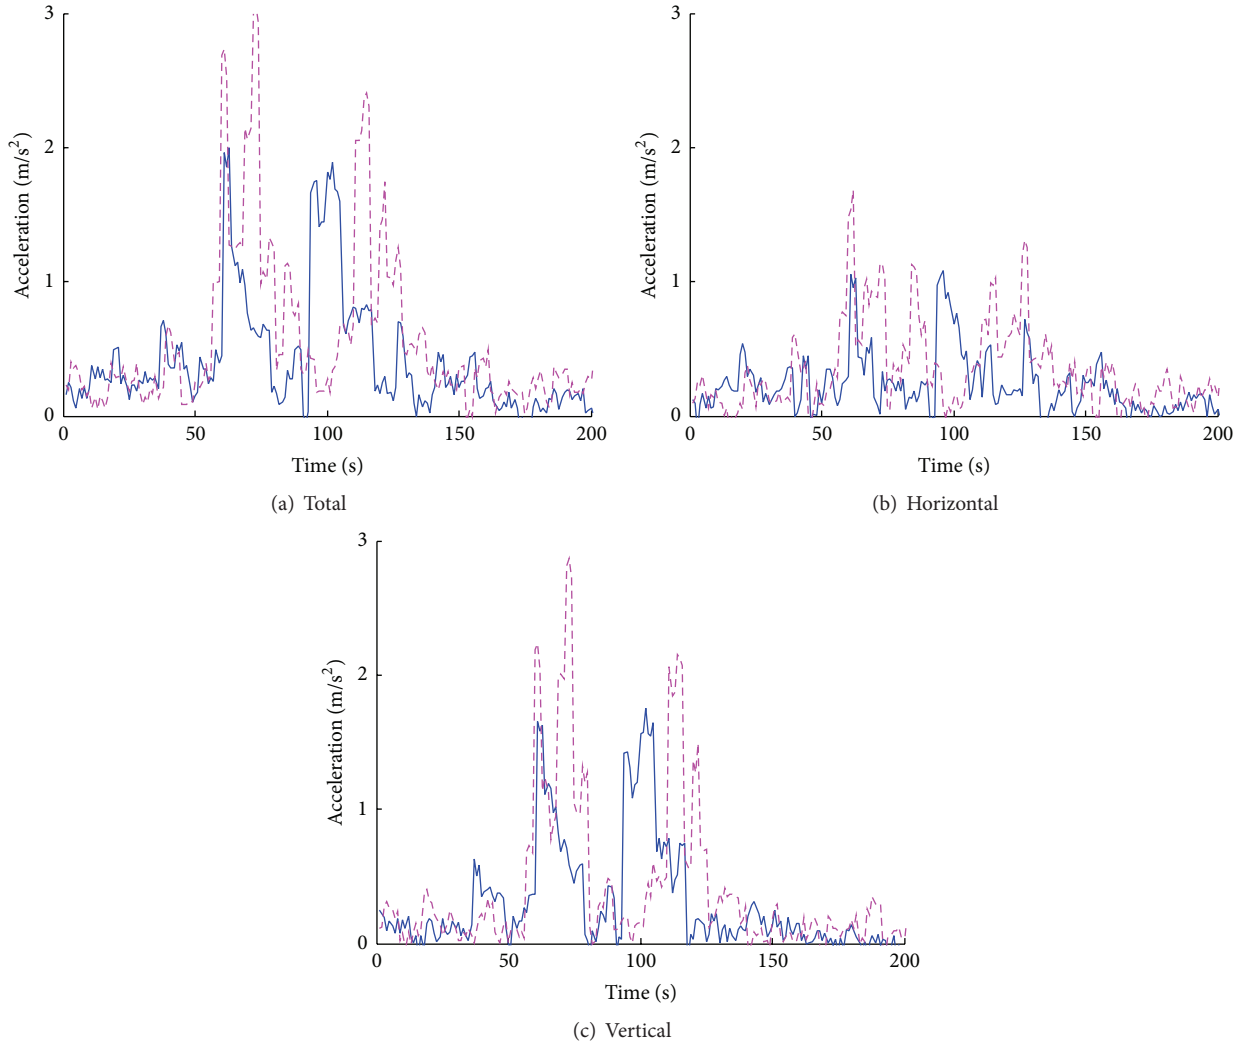 3
2
1
0
Acceleration (m/s²)
0 50 100 150 200
Time (s)
(a) Total
3
2
1
0
Acceleration (m/s²)
0 50 100 150 200
Time (s)
(b) Horizontal
3
2
1
0
Acceleration (m/s²)
0 50 100 150 200
Time (s)
(c) Vertical